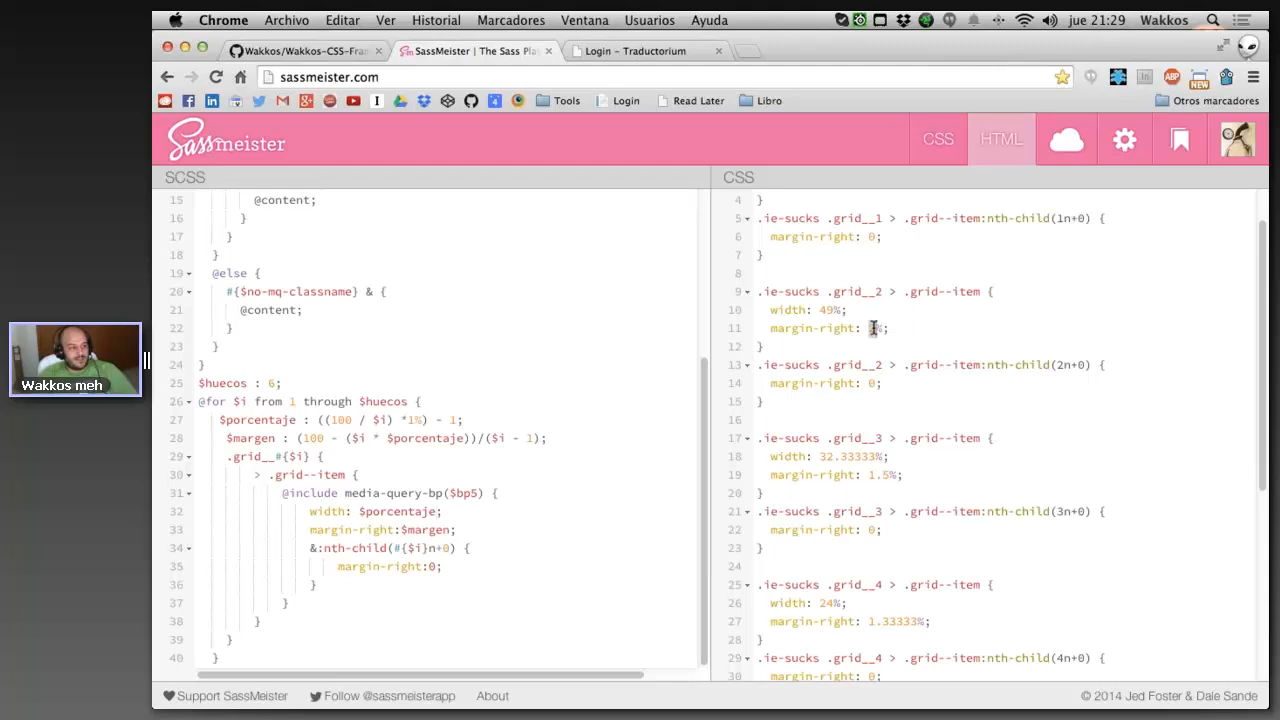 Chrome Archivo Editar Ver Historial Marcadores Ventana Usuarios Ayuda jue 21:29 Wakkos
Wakkos/Wakkos-CSS-Fra SassMeister | The Sass Pla Login - Traductorium
sassmeister.com
NEW
Tools Login Read Later Libro Otros marcadores
Sassmeister CSS HTML
SCSS
15 @content;
16 }
17 }
18 }
19 @else {
20 #{$no-mq-classname} & {
21 @content;
22 }
23 }
24 }
25 $huecos : 6;
26 @for $i from 1 through $huecos {
27 $porcentaje : ((100 / $i) *1%) - 1;
28 $margen : (100 - ($i * $porcentaje))/($i - 1);
29 .grid__#{$i} {
30 > .grid--item {
31 @include media-query-bp($bp5) {
32 width: $porcentaje;
33 margin-right:$margen;
34 &:nth-child(#{$i}n+0) {
35 margin-right:0;
36 }
37 }
38 }
39 }
40 }
CSS
4 }
5 .ie-sucks .grid__1 > .grid--item:nth-child(1n+0) {
6 margin-right: 0;
7 }
8
9 .ie-sucks .grid__2 > .grid--item {
10 width: 49%;
11 margin-right: %;
12 }
13 .ie-sucks .grid__2 > .grid--item:nth-child(2n+0) {
14 margin-right: 0;
15 }
16
17 .ie-sucks .grid__3 > .grid--item {
18 width: 32.33333%;
19 margin-right: 1.5%;
20 }
21 .ie-sucks .grid__3 > .grid--item:nth-child(3n+0) {
22 margin-right: 0;
23 }
24
25 .ie-sucks .grid__4 > .grid--item {
26 width: 24%;
27 margin-right: 1.33333%;
28 }
29 .ie-sucks .grid__4 > .grid--item:nth-child(4n+0) {
30 margin-right: 0;
Wakkos meh
Support SassMeister Follow @sassmeisterapp About © 2014 Jed Foster & Dale Sande